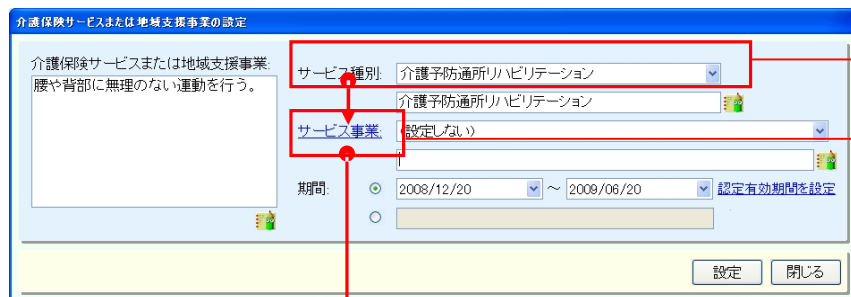 介護保険サービスまたは地域支援事業の設定
介護保険サービスまたは地域支援事業:
腰や背部に無理のない運動を行う。
サービス種別: 介護予防通所リハビリテーション
介護予防通所リハビリテーション
サービス事業: (設定しない)
期間: 2008/12/20 ~ 2009/06/20 認定有効期間を設定
設定 閉じる